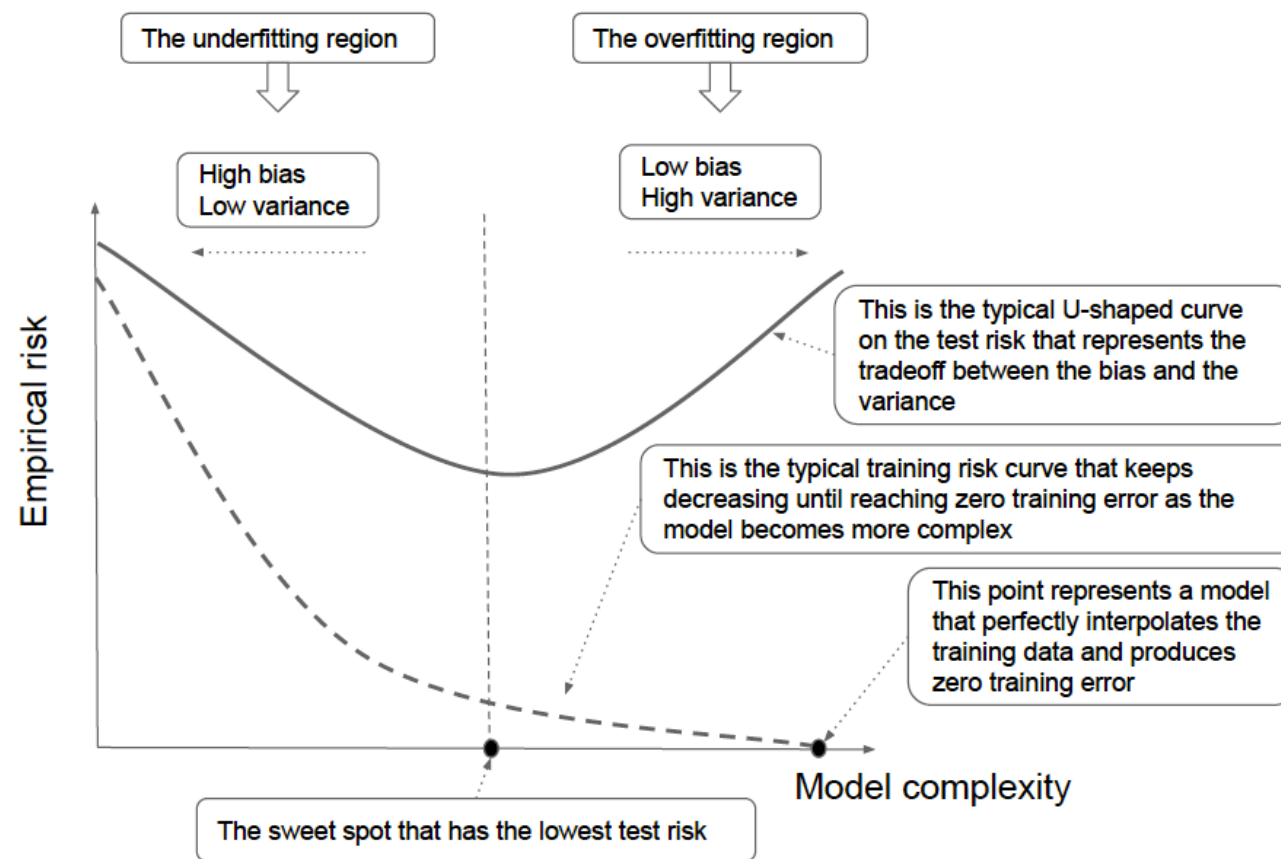 The underfitting region
The overfitting region
High bias
Low variance
Low bias
High variance
Empirical risk
This is the typical U-shaped curve
on the test risk that represents the
tradeoff between the bias and the
variance
This is the typical training risk curve that keeps
decreasing until reaching zero training error as the
model becomes more complex
This point represents a model
that perfectly interpolates the
training data and produces
zero training error
Model complexity
The sweet spot that has the lowest test risk